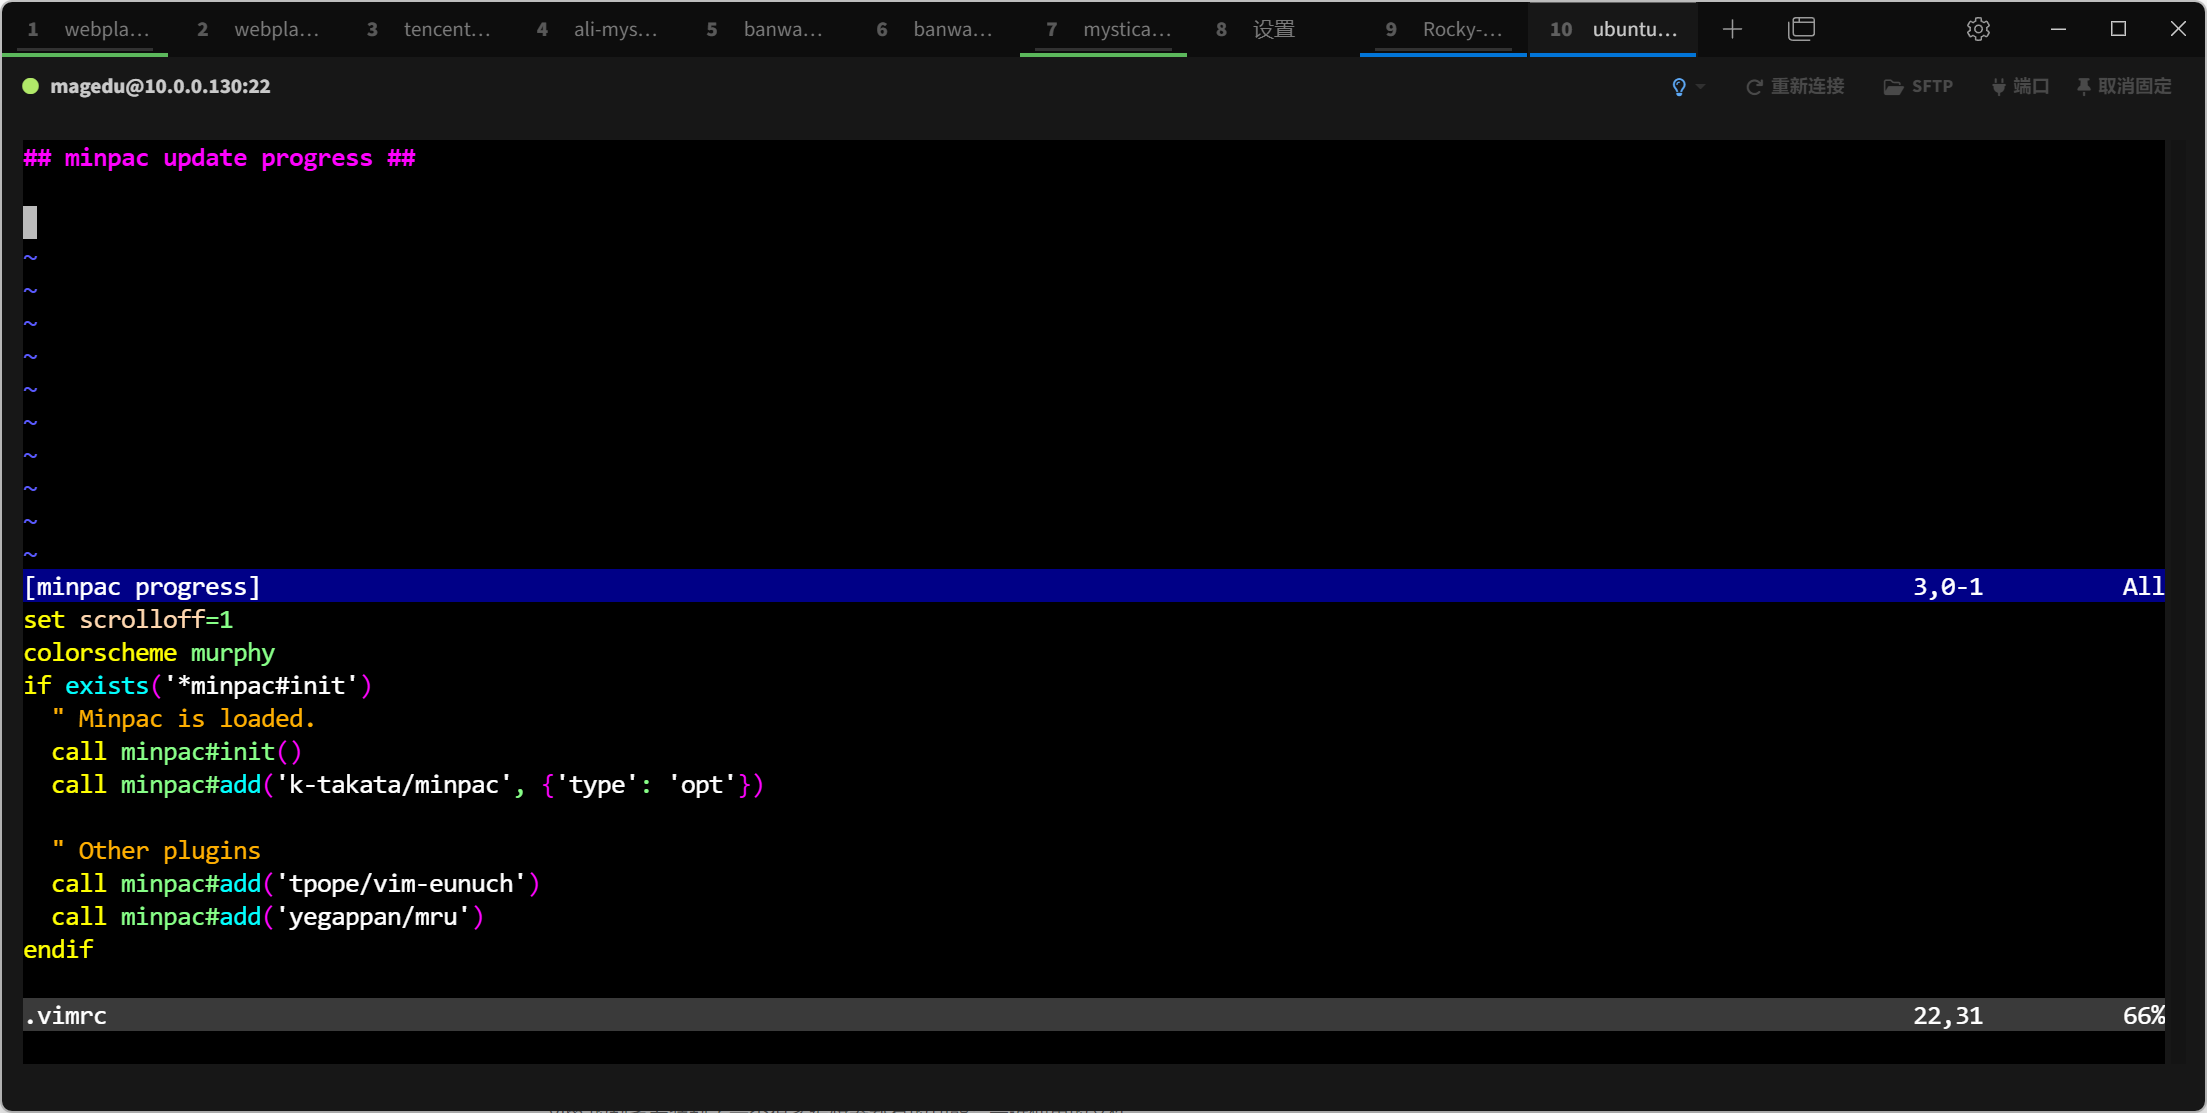 1 webpla… 2 webpla… 3 tencent… 4 ali-mys… 5 banwa… 6 banwa… 7 mystica… 8 设置 9 Rocky-… 10 ubuntu…
magedu@10.0.0.130:22 重新连接 SFTP 端口 取消固定
## minpac update progress ##
~
~
~
~
~
~
~
~
~
~
[minpac progress] 3,0-1 All
set scrolloff=1
colorscheme murphy
if exists('*minpac#init')
  " Minpac is loaded.
  call minpac#init()
  call minpac#add('k-takata/minpac', {'type': 'opt'})
  " Other plugins
  call minpac#add('tpope/vim-eunuch')
  call minpac#add('yegappan/mru')
endif
.vimrc 22,31 66%